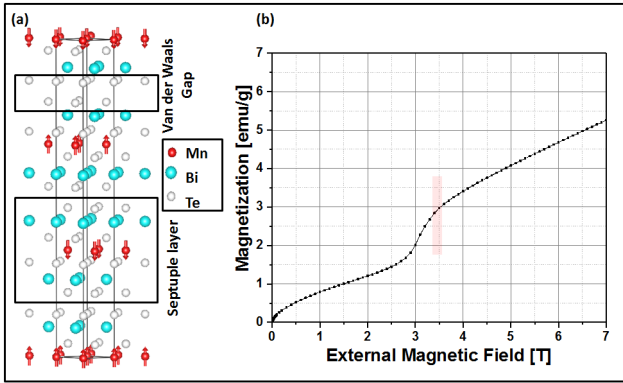 (a)
Van der Waals
Gap
Mn
Bi
Te
Septuple layer
(b)
Magnetization [emu/g]
7
6
5
4
3
2
1
0
0 1 2 3 4 5 6 7
External Magnetic Field [T]